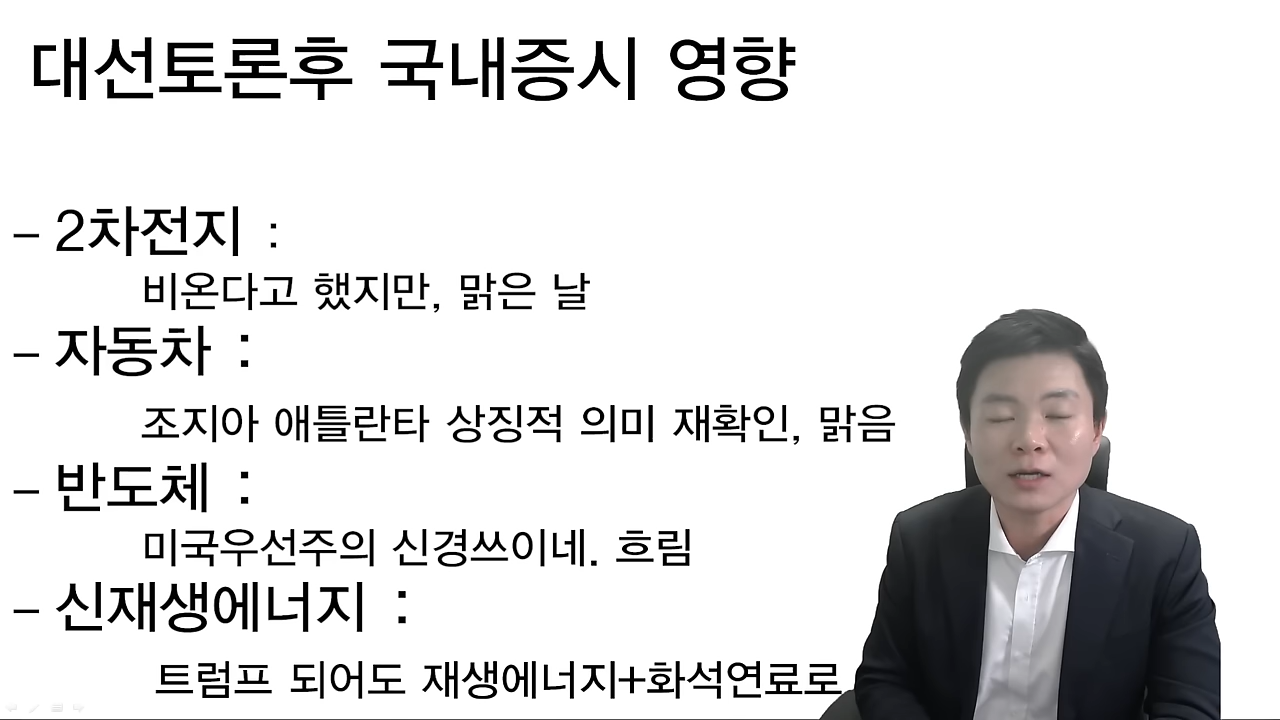 대선토론후 국내증시 영향
– 2차전지 :
비온다고 했지만, 맑은 날
– 자동차 :
조지아 애틀란타 상징적 의미 재확인, 맑음
– 반도체 :
미국우선주의 신경쓰이네. 흐림
– 신재생에너지 :
트럼프 되어도 재생에너지+화석연료로